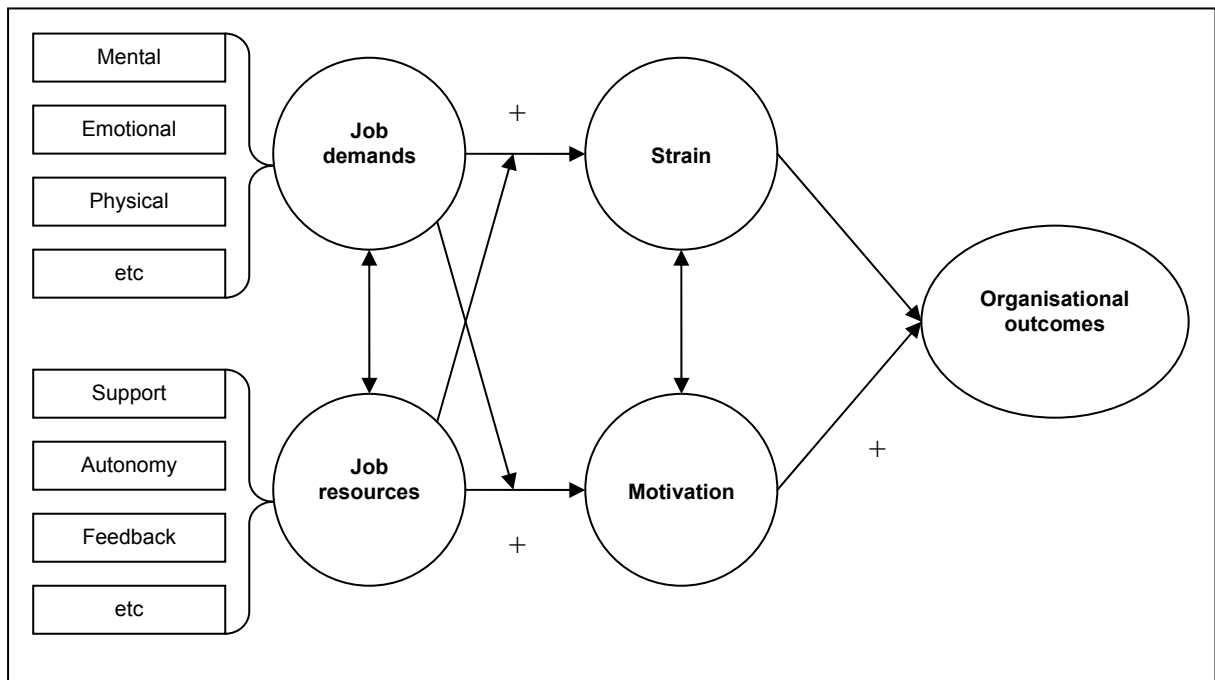 Mental
Emotional
Physical
etc
Job
demands
+
Strain
Support
Autonomy
Feedback
etc
Job
resources
+
Motivation
+
Organisational
outcomes